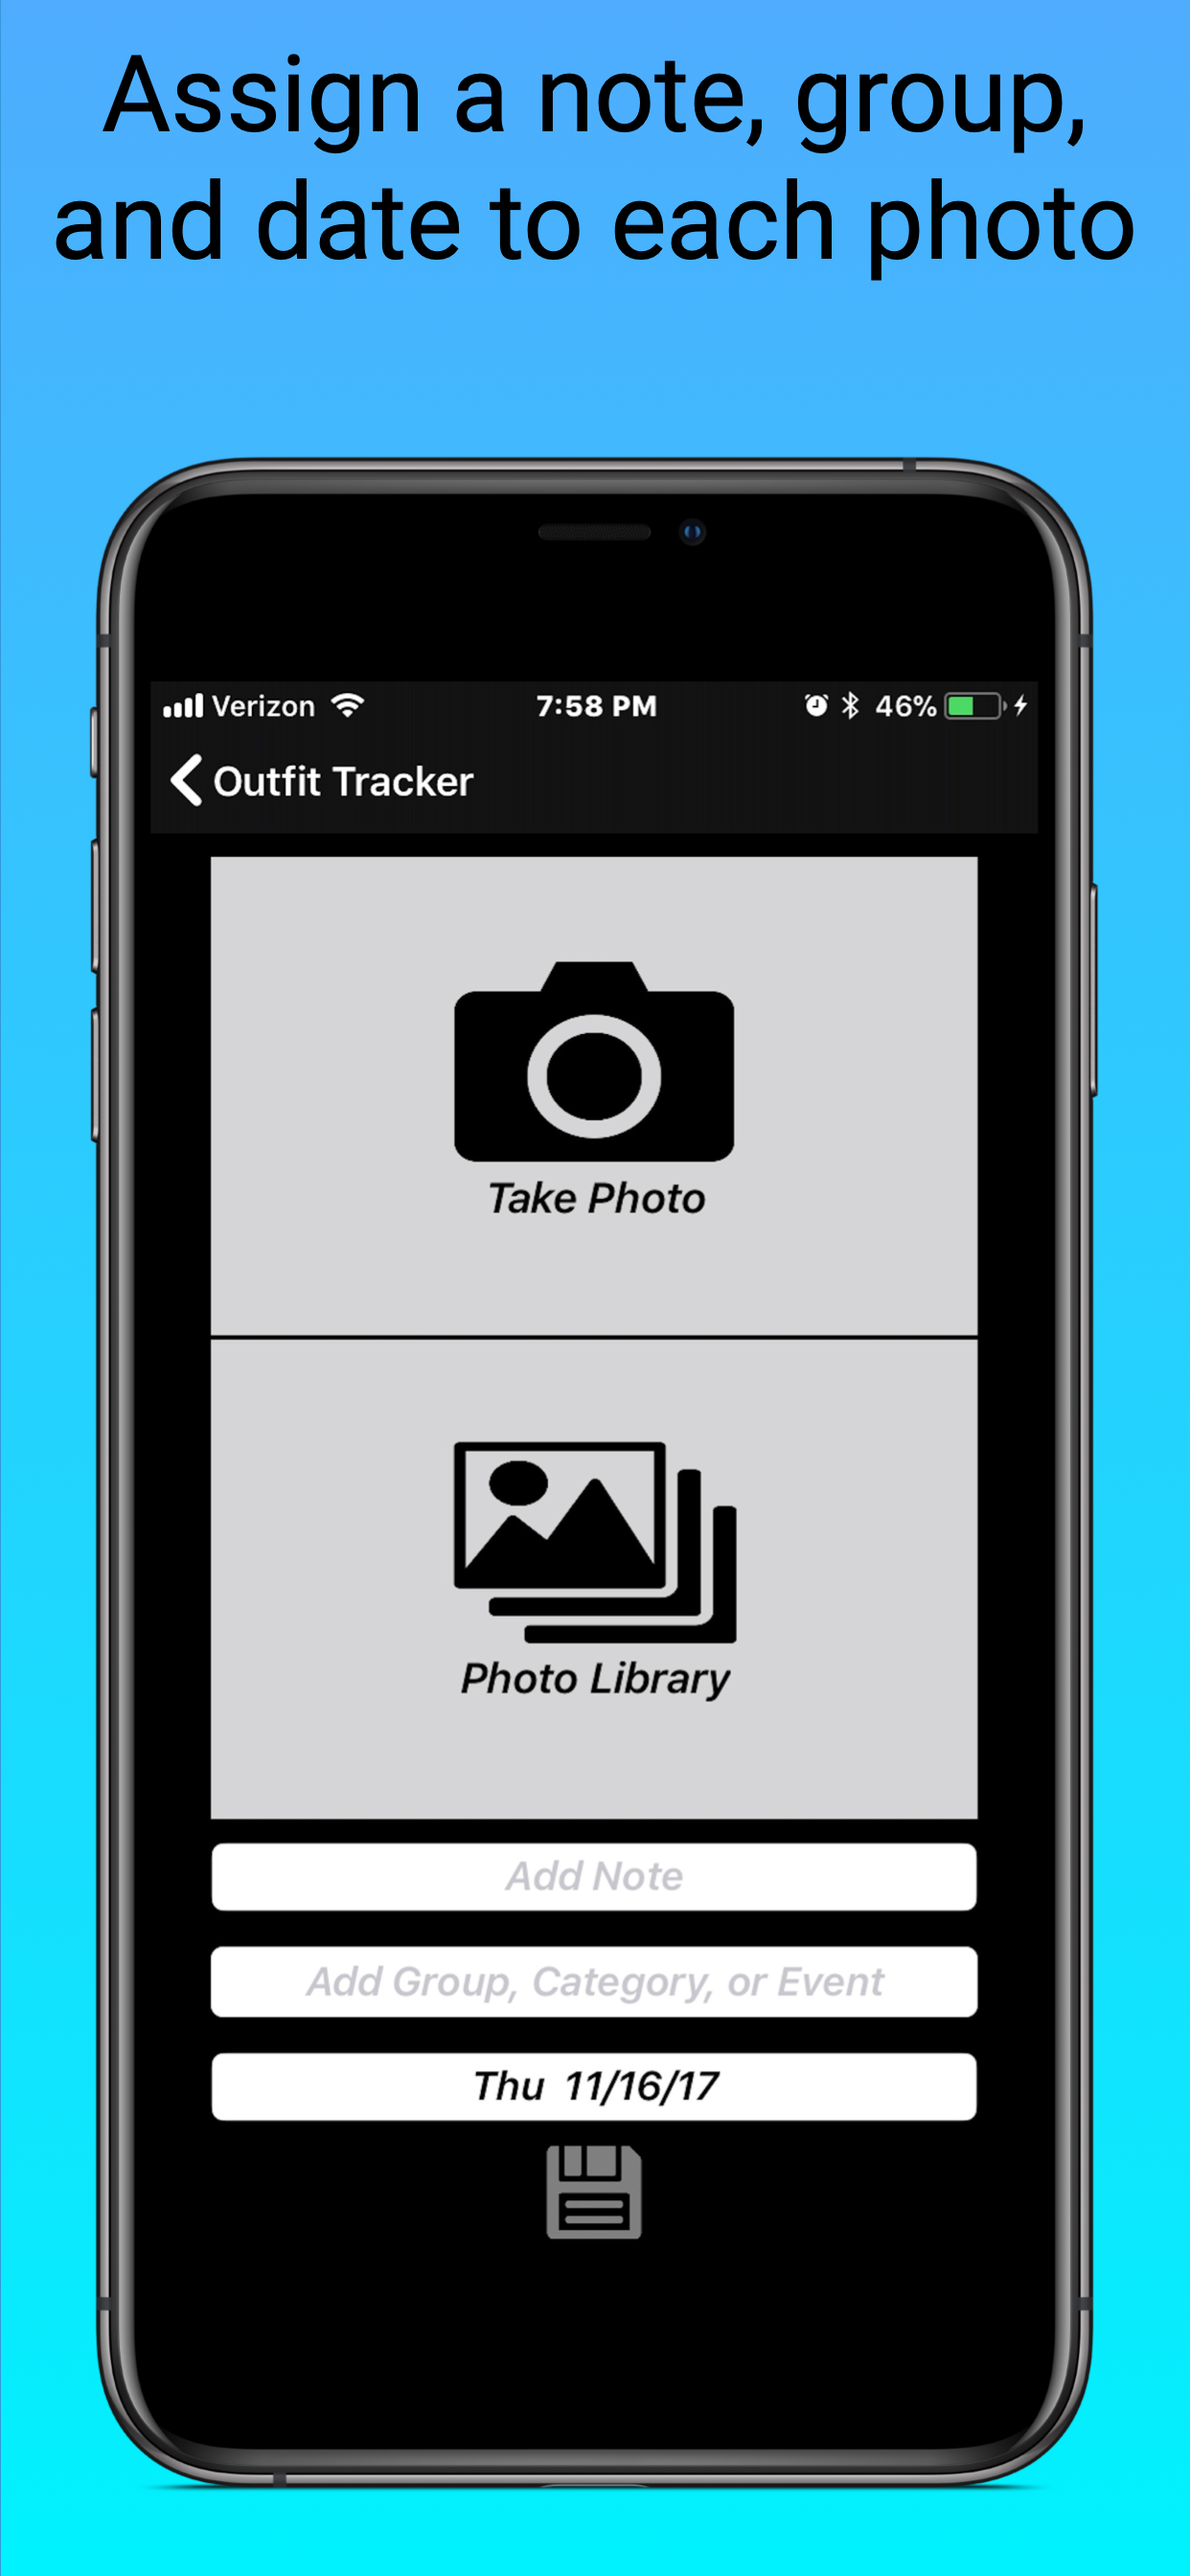 Assign a note, group,
and date to each photo
Verizon 7:58 PM 46%
Outfit Tracker
Take Photo
Photo Library
Add Note
Add Group, Category, or Event
Thu 11/16/17